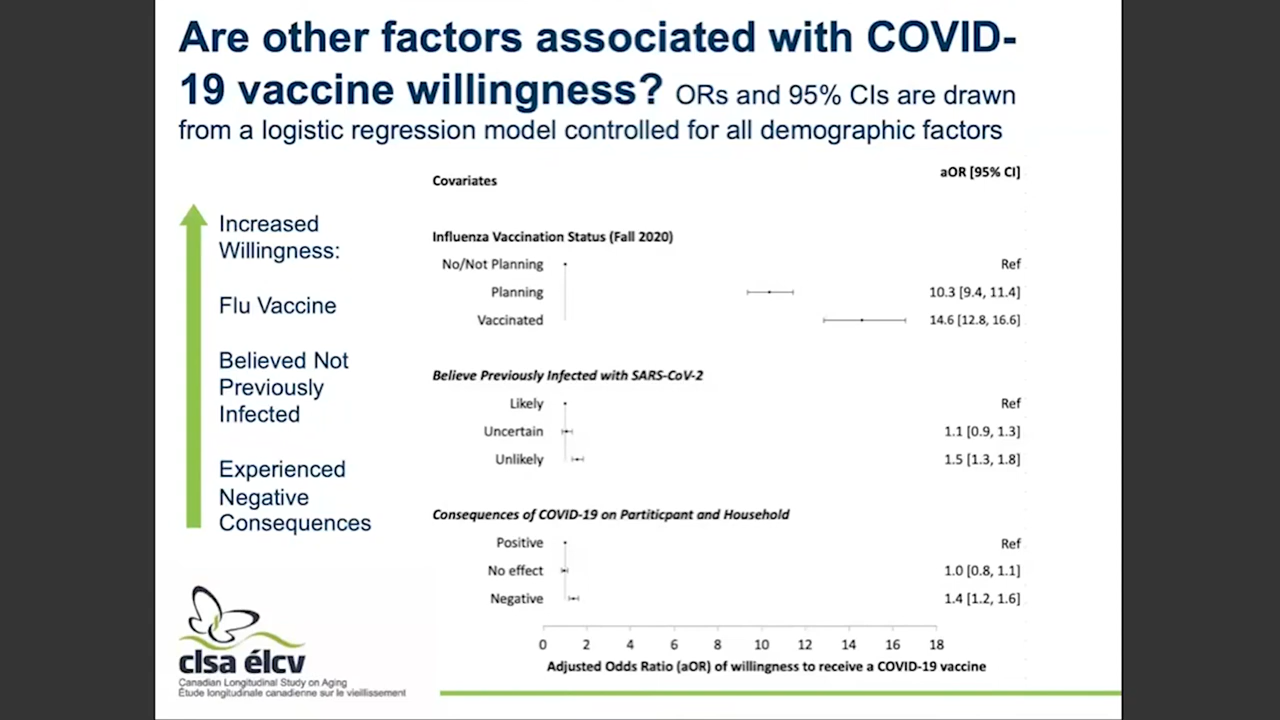 Are other factors associated with COVID-
19 vaccine willingness? ORs and 95% CIs are drawn
from a logistic regression model controlled for all demographic factors
Increased
Willingness:
Flu Vaccine
Believed Not
Previously
Infected
Experienced
Negative
Consequences
Covariates aOR [95% CI]
Influenza Vaccination Status (Fall 2020)
No/Not Planning Ref
Planning 10.3 [9.4, 11.4]
Vaccinated 14.6 [12.8, 16.6]
Believe Previously Infected with SARS-CoV-2
Likely Ref
Uncertain 1.1 [0.9, 1.3]
Unlikely 1.5 [1.3, 1.8]
Consequences of COVID-19 on Partiticpant and Household
Positive Ref
No effect 1.0 [0.8, 1.1]
Negative 1.4 [1.2, 1.6]
0 2 4 6 8 10 12 14 16 18
Adjusted Odds Ratio (aOR) of willingness to receive a COVID-19 vaccine
clsa élcv
Canadian Longitudinal Study on Aging
Étude longitudinale canadienne sur le vieillissement